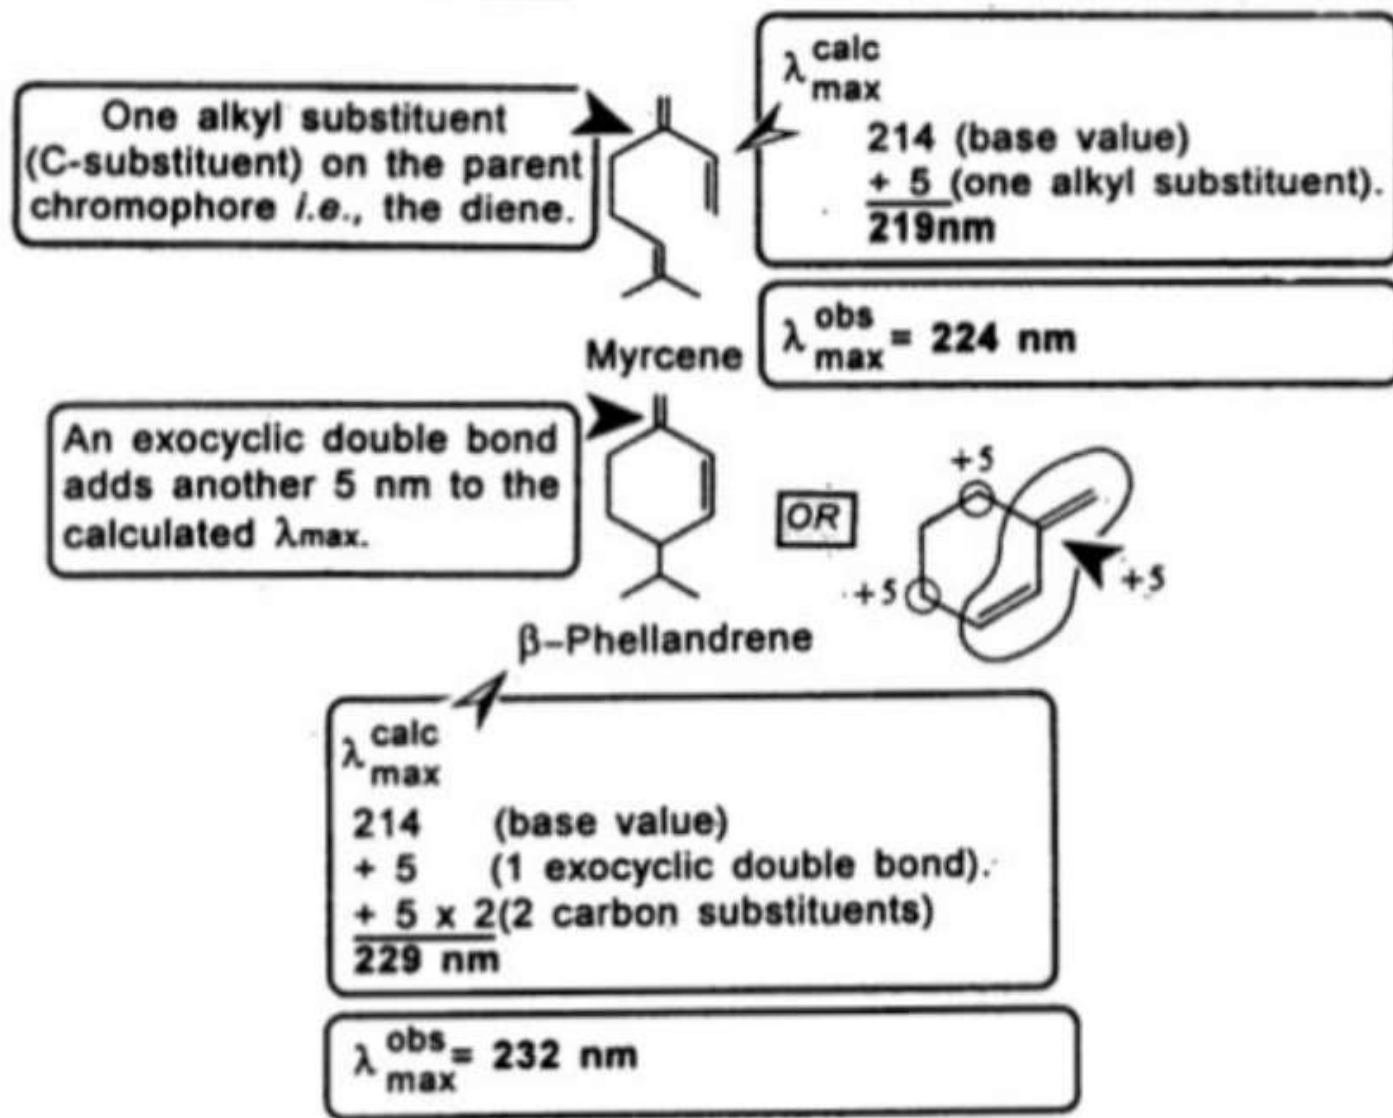 One alkyl substituent
(C-substituent) on the parent
chromophore i.e., the diene.
λ calc
max
214 (base value)
+ 5 (one alkyl substituent).
219nm
λ obs
max = 224 nm
Myrcene
An exocyclic double bond
adds another 5 nm to the
calculated λmax.
OR
+5
+5
+5
β-Phellandrene
λ calc
max
214 (base value)
+ 5 (1 exocyclic double bond).
+ 5 x 2(2 carbon substituents)
229 nm
λ obs
max = 232 nm